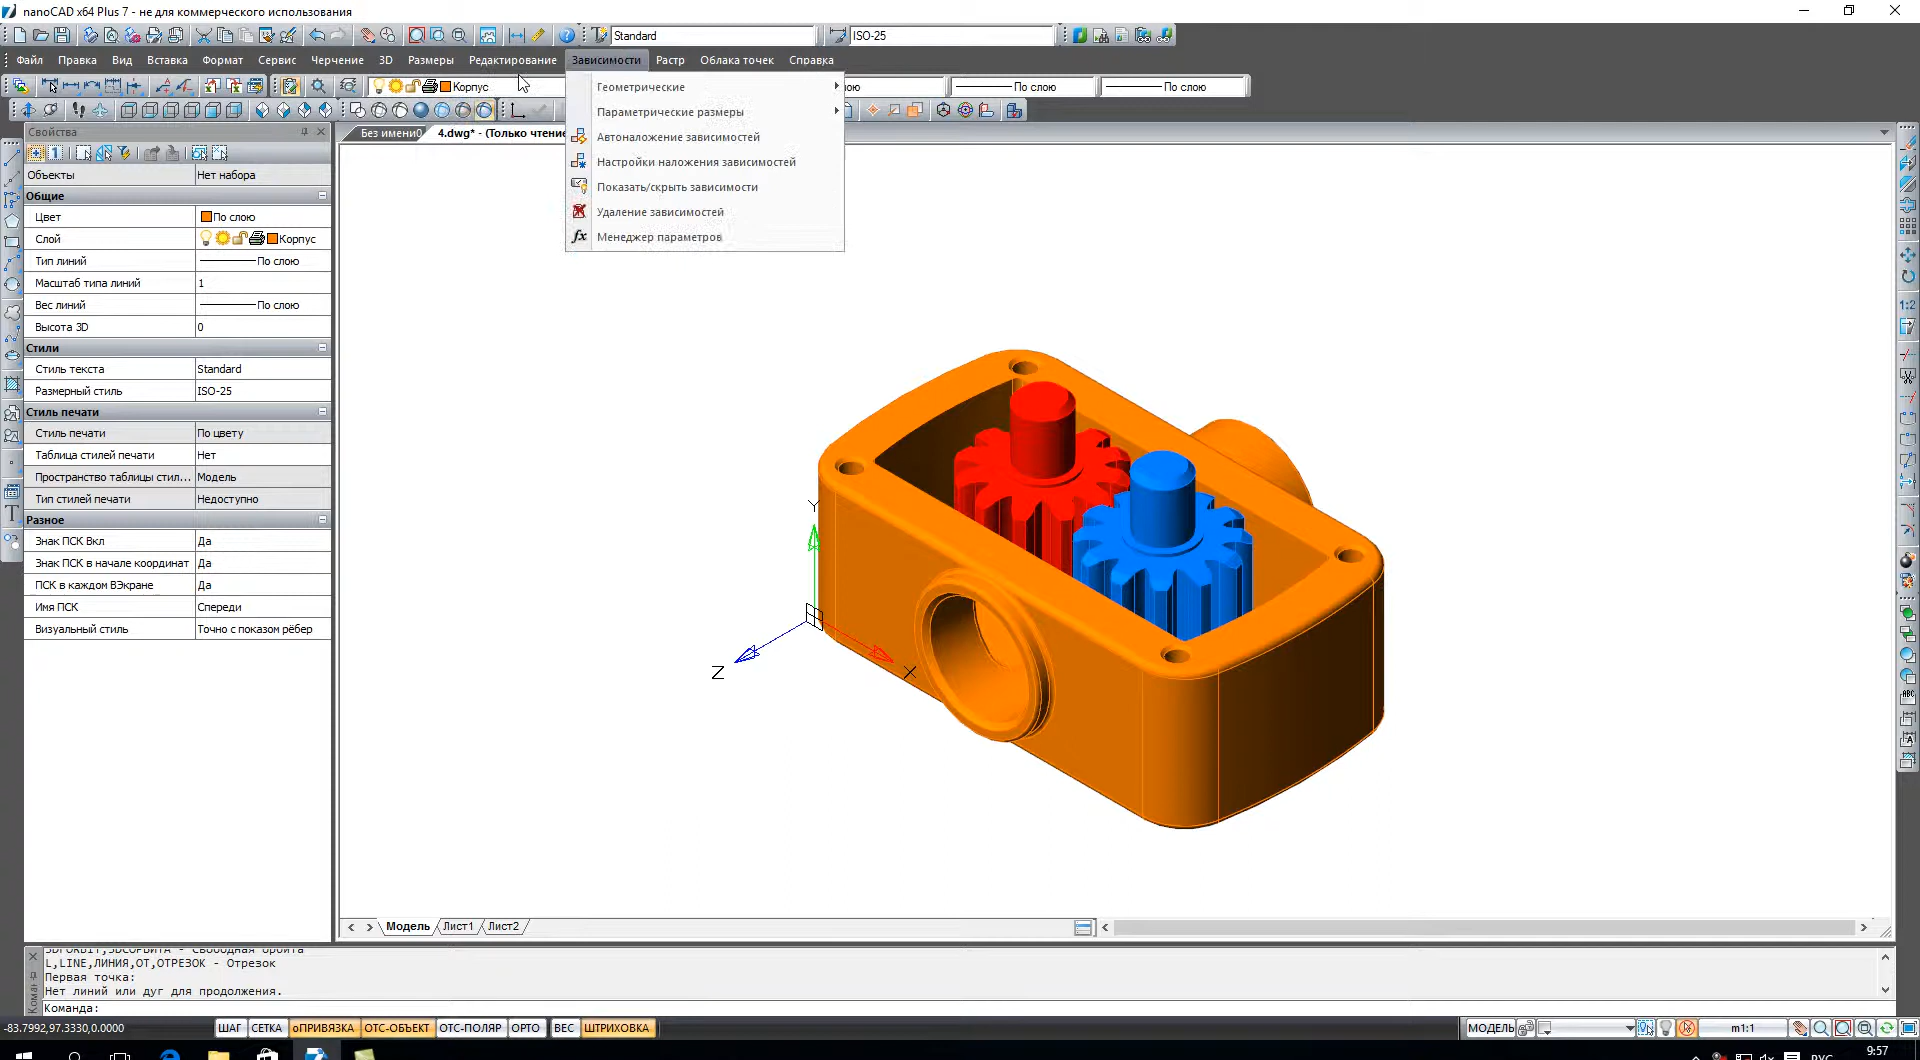 nanoCAD x64 Plus 7 - не для коммерческого использования
Standard
ISO-25
Файл Правка Вид Вставка Формат Сервис Черчение 3D Размеры Редактирование Зависимости Растр Облака точек Справка
Корпус
По слою
По слою
Геометрические
Параметрические размеры
Автоналожение зависимостей
Настройки наложения зависимостей
Показать/скрыть зависимости
Удаление зависимостей
fx Менеджер параметров
Свойства
Без имени0
4.dwg* - (Только чтение
Объекты Нет набора
Общие
Цвет По слою
Слой Корпус
Тип линий По слою
Масштаб типа линий 1
Вес линий По слою
Высота 3D 0
Стили
Стиль текста Standard
Размерный стиль ISO-25
Стиль печати
Стиль печати По цвету
Таблица стилей печати Нет
Пространство таблицы стил... Модель
Тип стилей печати Недоступно
Разное
Знак ПСК Вкл Да
Знак ПСК в начале координат Да
ПСК в каждом ВЭкране Да
Имя ПСК Спереди
Визуальный стиль Точно с показом рёбер
Y
Z
X
1:2
ABC
Модель Лист1 Лист2
L,LINE,ЛИНИЯ,ОТ,ОТРЕЗОК - Отрезок
Первая точка:
Нет линий или дуг для продолжения.
Команда:
-83.7992,97.3330,0.0000
ШАГ СЕТКА оПРИВЯЗКА ОТС-ОБЪЕКТ ОТС-ПОЛЯР ОРТО ВЕС ШТРИХОВКА
МОДЕЛЬ
m1:1
РУС
9:57